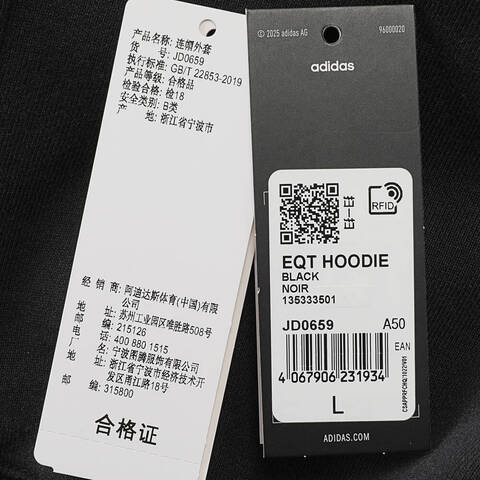 产品名称: 连帽外套
货 号: JD0659
执行标准: GB/T 22853-2019
产品等级: 合格品
检验合格: 检18
安全类别: B类
产 地: 浙江省宁波市
经 销 商: 阿迪达斯体育(中国)有限
公司
地 址: 苏州工业园区唯胜路508号
邮 编: 215126
电 话: 400 880 1515
厂 名: 宁波图腾服饰有限公司
地 址: 浙江省宁波市经济技术开
发区甬江路18号
邮 编: 315800
合格证
© 2025 adidas AG
96000020
adidas
RFID
EQT HOODIE
BLACK
NOIR
135333501
JD0659 A50
EAN
4 067906 231934
L
ADIDAS.COM